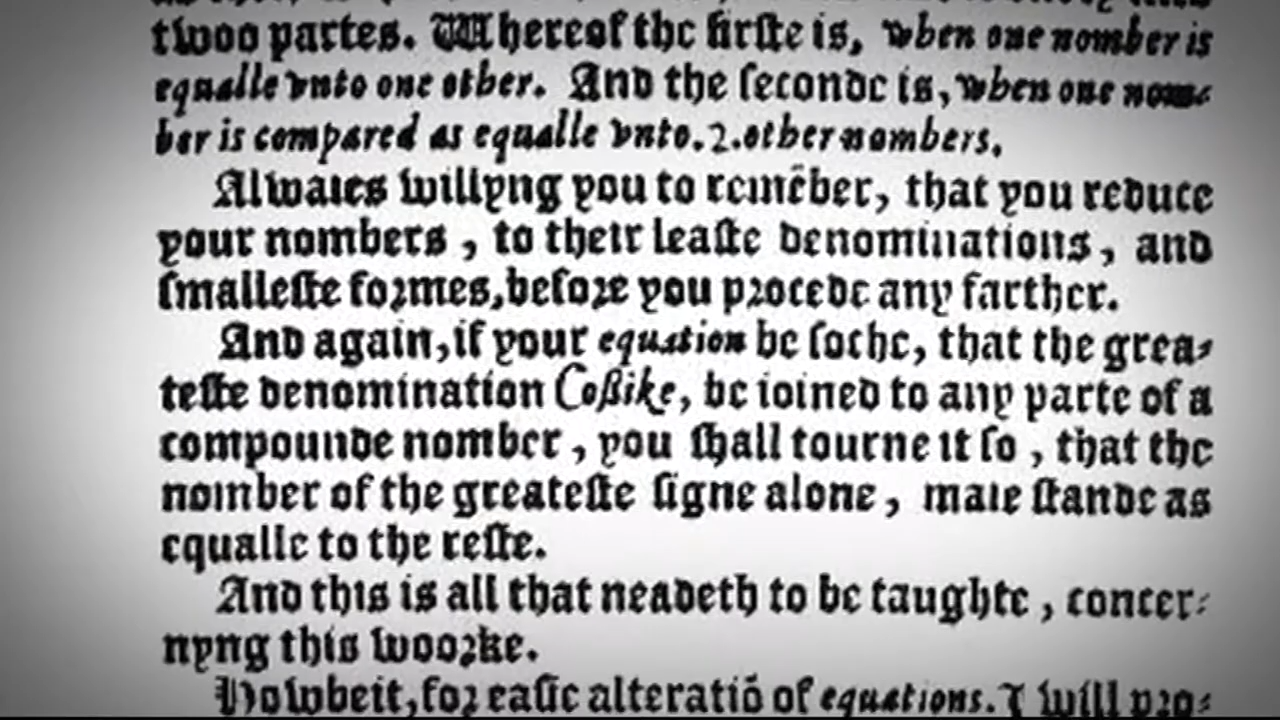 twoo partes. Whereof the firste is, when one nomber is
equalle vnto one other. And the seconde is, when one nom-
ber is compared as equalle vnto. 2. other nombers.
Alwaies willyng you to remēber, that you reduce
your nombers, to their leaste denominations, and
smalleste formes, before you procede any farther.
And again, if your equation be soche, that the grea-
teste denomination Coßike, be ioined to any parte of a
compounde nomber, you shall tourne it so, that the
nomber of the greateste signe alone, maie stande as
equalle to the reste.
And this is all that neadeth to be taughte, concer-
nyng this woorke.
Howbeit, for easie alteratiō of equations. I will pro-